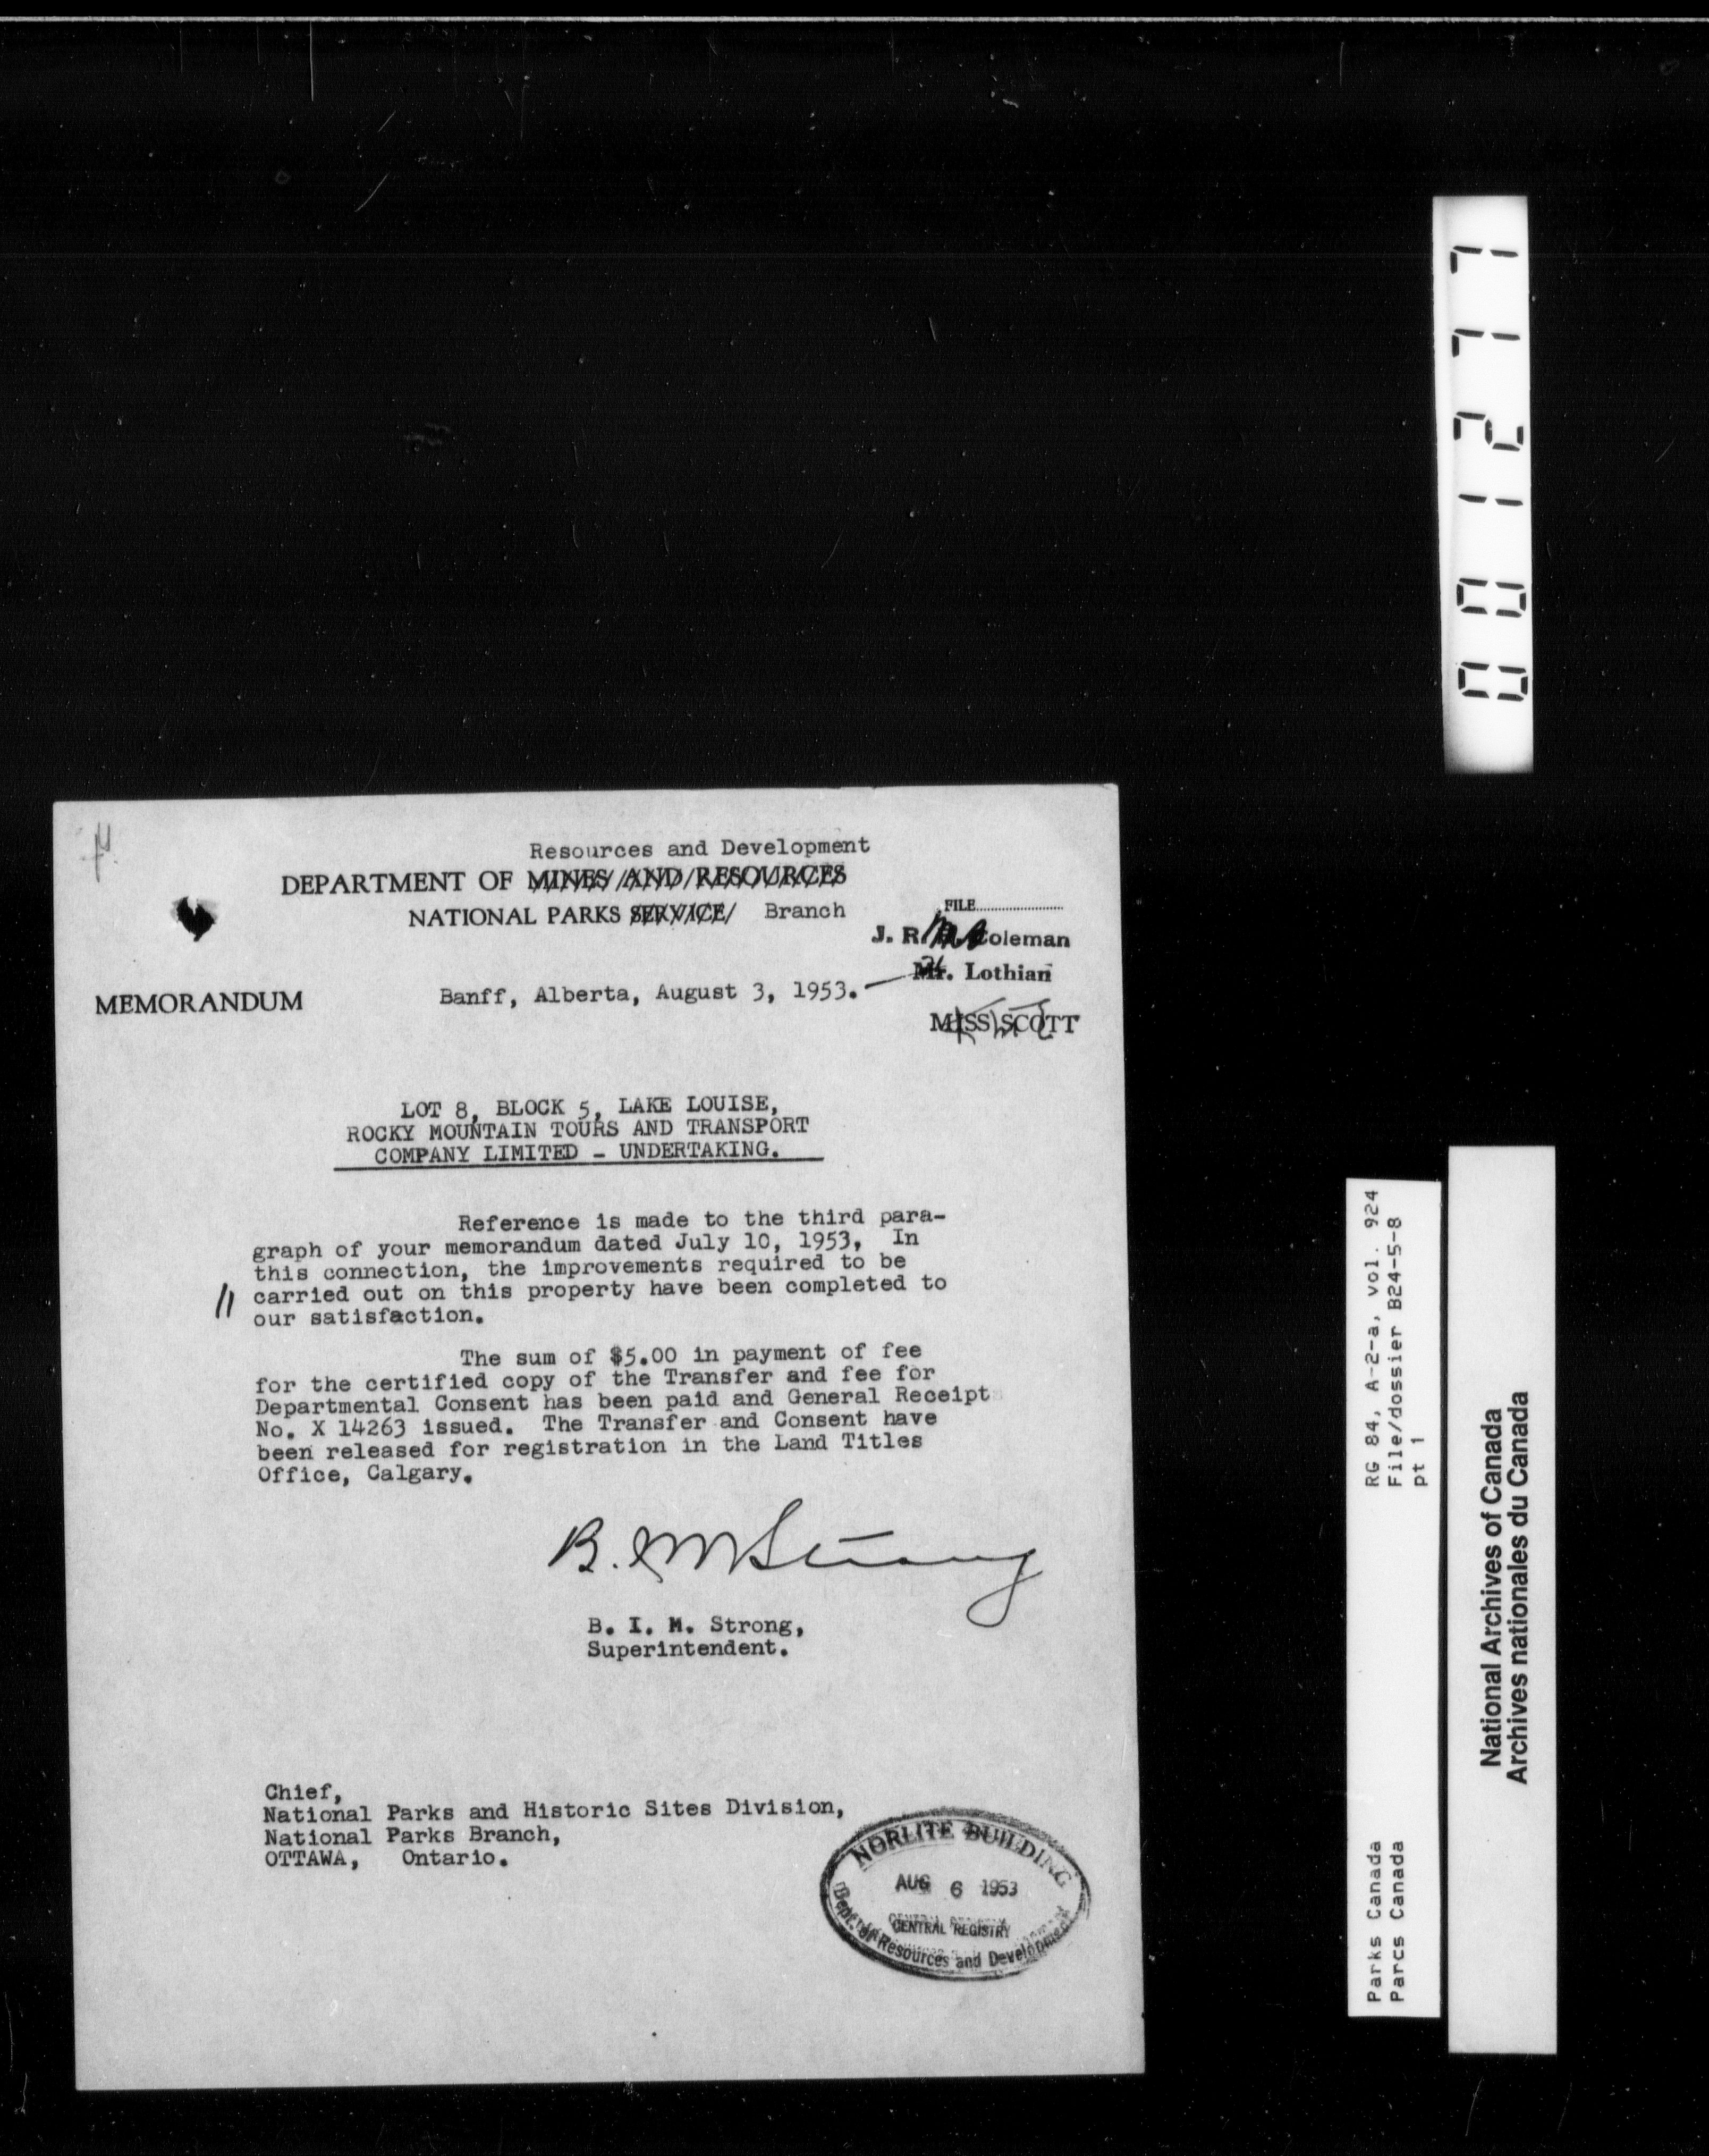 Resources and Development
DEPARTMENT OF MINES AND RESOURCES
NATIONAL PARKS SERVICE Branch
FILE
J. R. B. Coleman
Mr. Lothian
MEMORANDUM
Banff, Alberta, August 3, 1953.
MISS SCOTT
LOT 8, BLOCK 5, LAKE LOUISE,
ROCKY MOUNTAIN TOURS AND TRANSPORT
COMPANY LIMITED - UNDERTAKING.
Reference is made to the third para-
graph of your memorandum dated July 10, 1953, In
this connection, the improvements required to be
carried out on this property have been completed to
our satisfaction.
The sum of $5.00 in payment of fee
for the certified copy of the Transfer and fee for
Departmental Consent has been paid and General Receipt
No. X 14263 issued. The Transfer and Consent have
been released for registration in the Land Titles
Office, Calgary.
B. I M Strong
B. I. M. Strong,
Superintendent.
Chief,
National Parks and Historic Sites Division,
National Parks Branch,
OTTAWA, Ontario.
NORLITE BUILDING
AUG 6 1953
CENTRAL REGISTRY
Dept. of Resources and Development
001277
RG 84, A-2-a, vol. 924
File/dossier B24-5-8
pt 1
Parks Canada
Parcs Canada
National Archives of Canada
Archives nationales du Canada